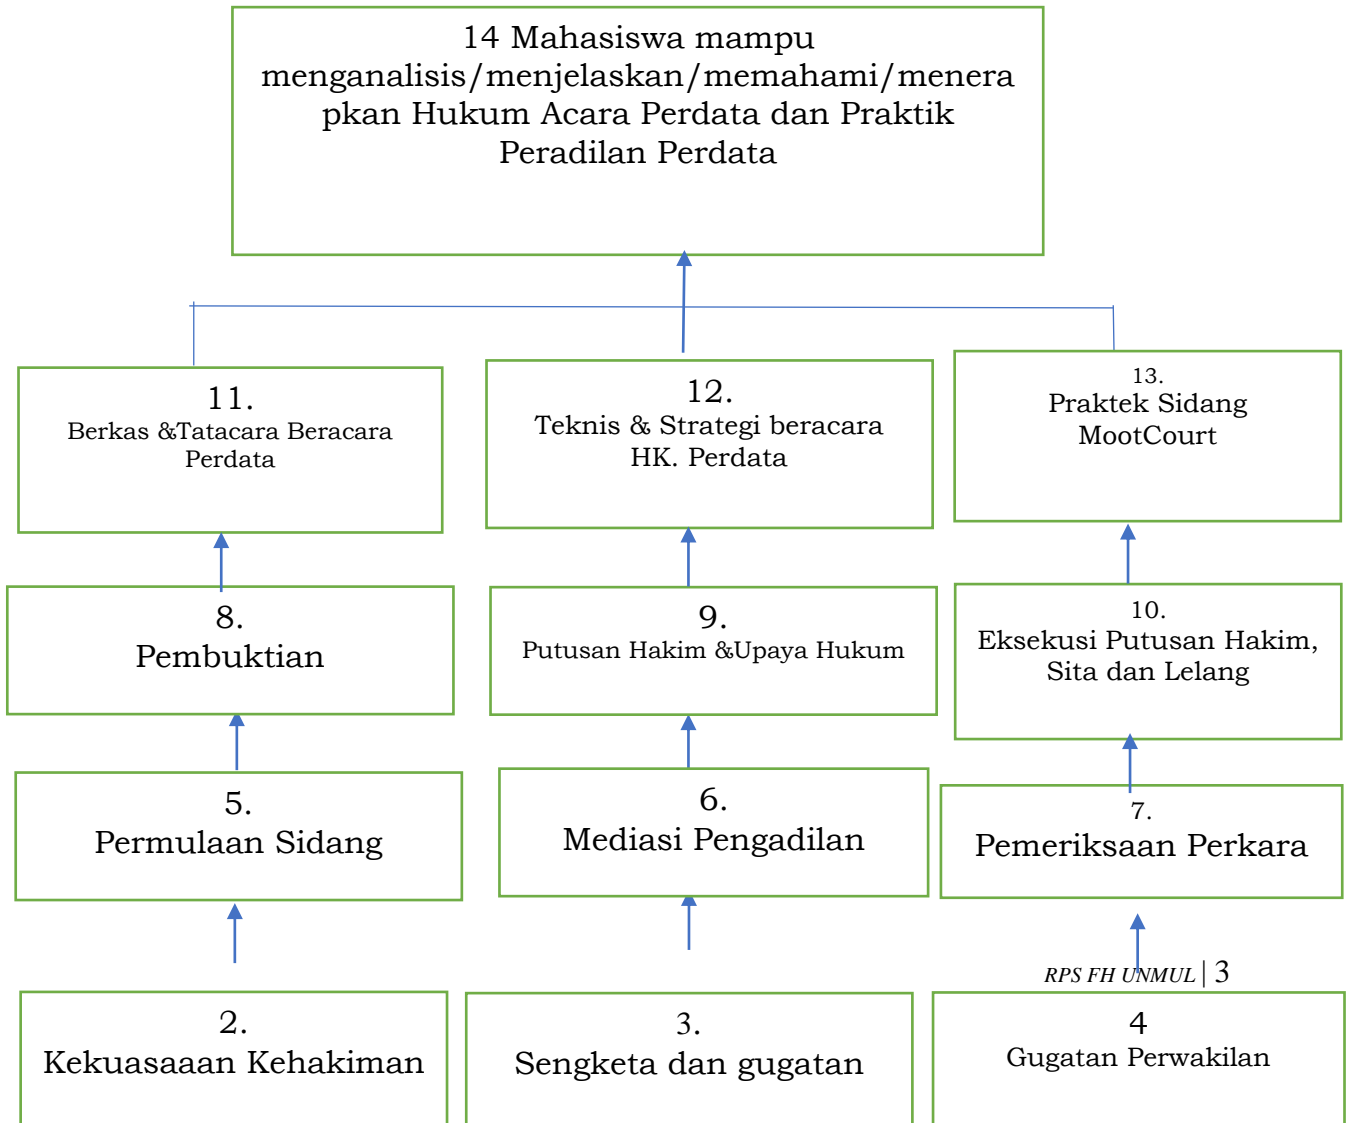 14 Mahasiswa mampu
menganalisis/menjelaskan/memahami/menera
pkan Hukum Acara Perdata dan Praktik
Peradilan Perdata
11.
Berkas &Tatacara Beracara
Perdata
12.
Teknis & Strategi beracara
HK. Perdata
13.
Praktek Sidang
MootCourt
8.
Pembuktian
9.
Putusan Hakim &Upaya Hukum
10.
Eksekusi Putusan Hakim,
Sita dan Lelang
5.
Permulaan Sidang
6.
Mediasi Pengadilan
7.
Pemeriksaan Perkara
RPS FH UNMUL | 3
2.
Kekuasaaan Kehakiman
3.
Sengketa dan gugatan
4
Gugatan Perwakilan